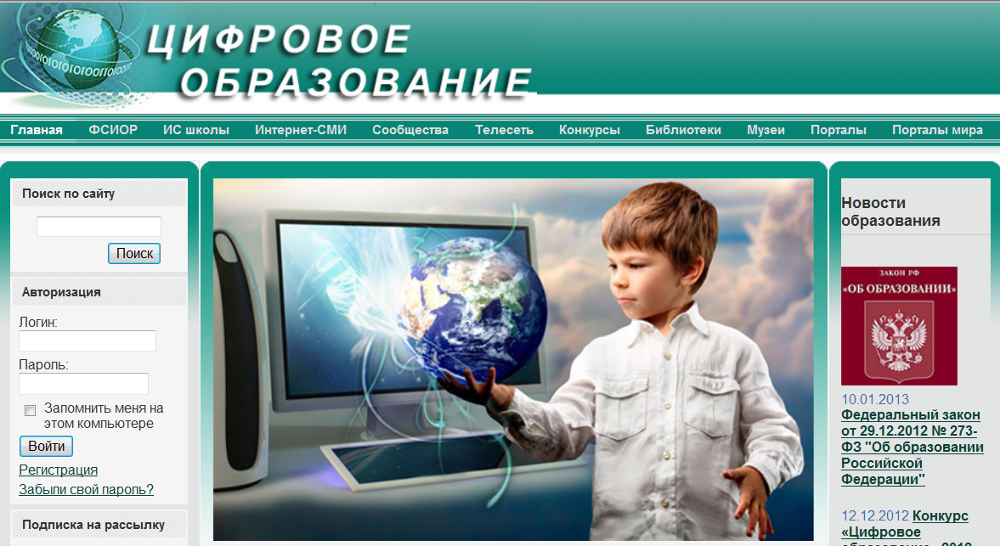 ЦИФРОВОЕ
ОБРАЗОВАНИЕ
Главная ФСИОР ИС школы Интернет-СМИ Сообщества Телесеть Конкурсы Библиотеки Музеи Порталы Порталы мира
Поиск по сайту
Поиск
Авторизация
Логин:
Пароль:
Запомнить меня на
этом компьютере
Войти
Регистрация
Забыли свой пароль?
Подписка на рассылку
Новости
образования
ЗАКОН РФ
«ОБ ОБРАЗОВАНИИ»
10.01.2013
Федеральный закон
от 29.12.2012 № 273-
ФЗ "Об образовании
Российской
Федерации"
12.12.2012 Конкурс
«Цифровое